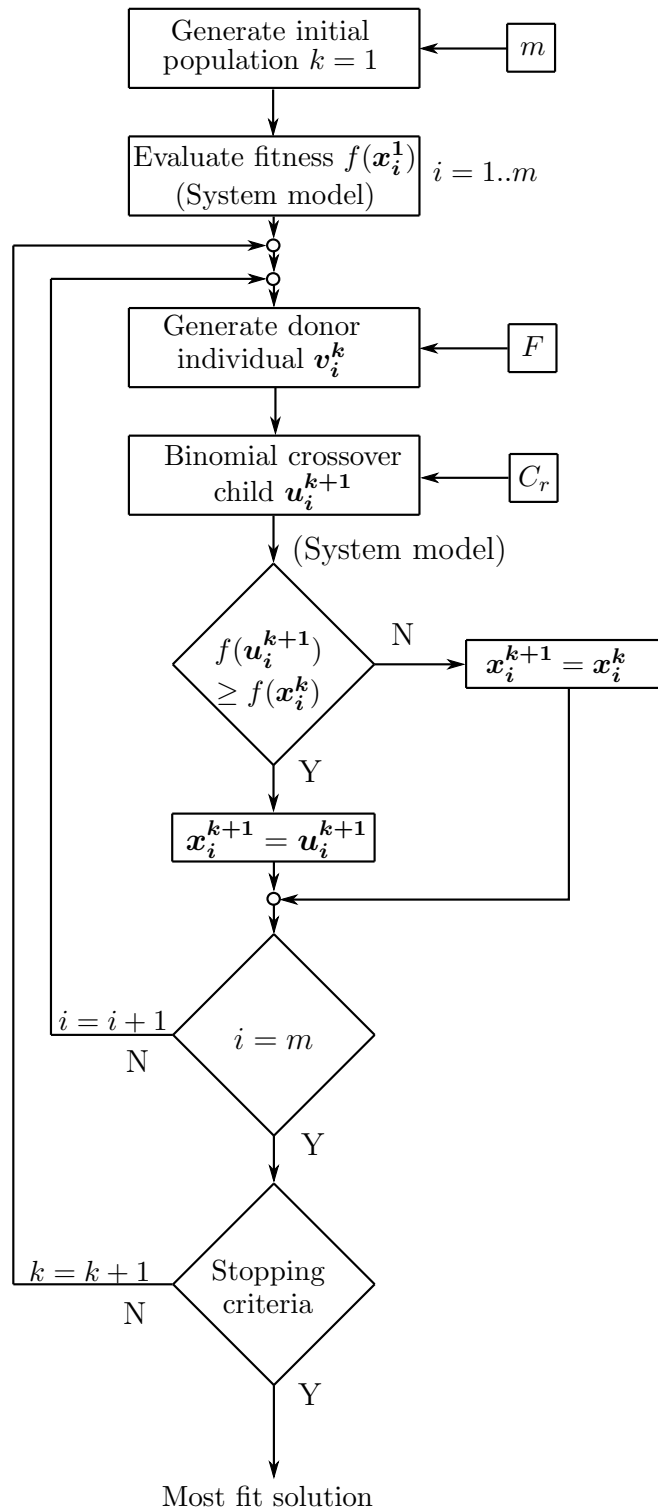 Generate initial
population k = 1
m
Evaluate fitness f(x_i^1)
(System model)
i = 1..m
Generate donor
individual v_i^k
F
Binomial crossover
child u_i^{k+1}
C_r
(System model)
f(u_i^{k+1})
≥ f(x_i^k)
N
x_i^{k+1} = x_i^k
Y
x_i^{k+1} = u_i^{k+1}
i = i + 1
N
i = m
Y
k = k + 1
N
Stopping
criteria
Y
Most fit solution